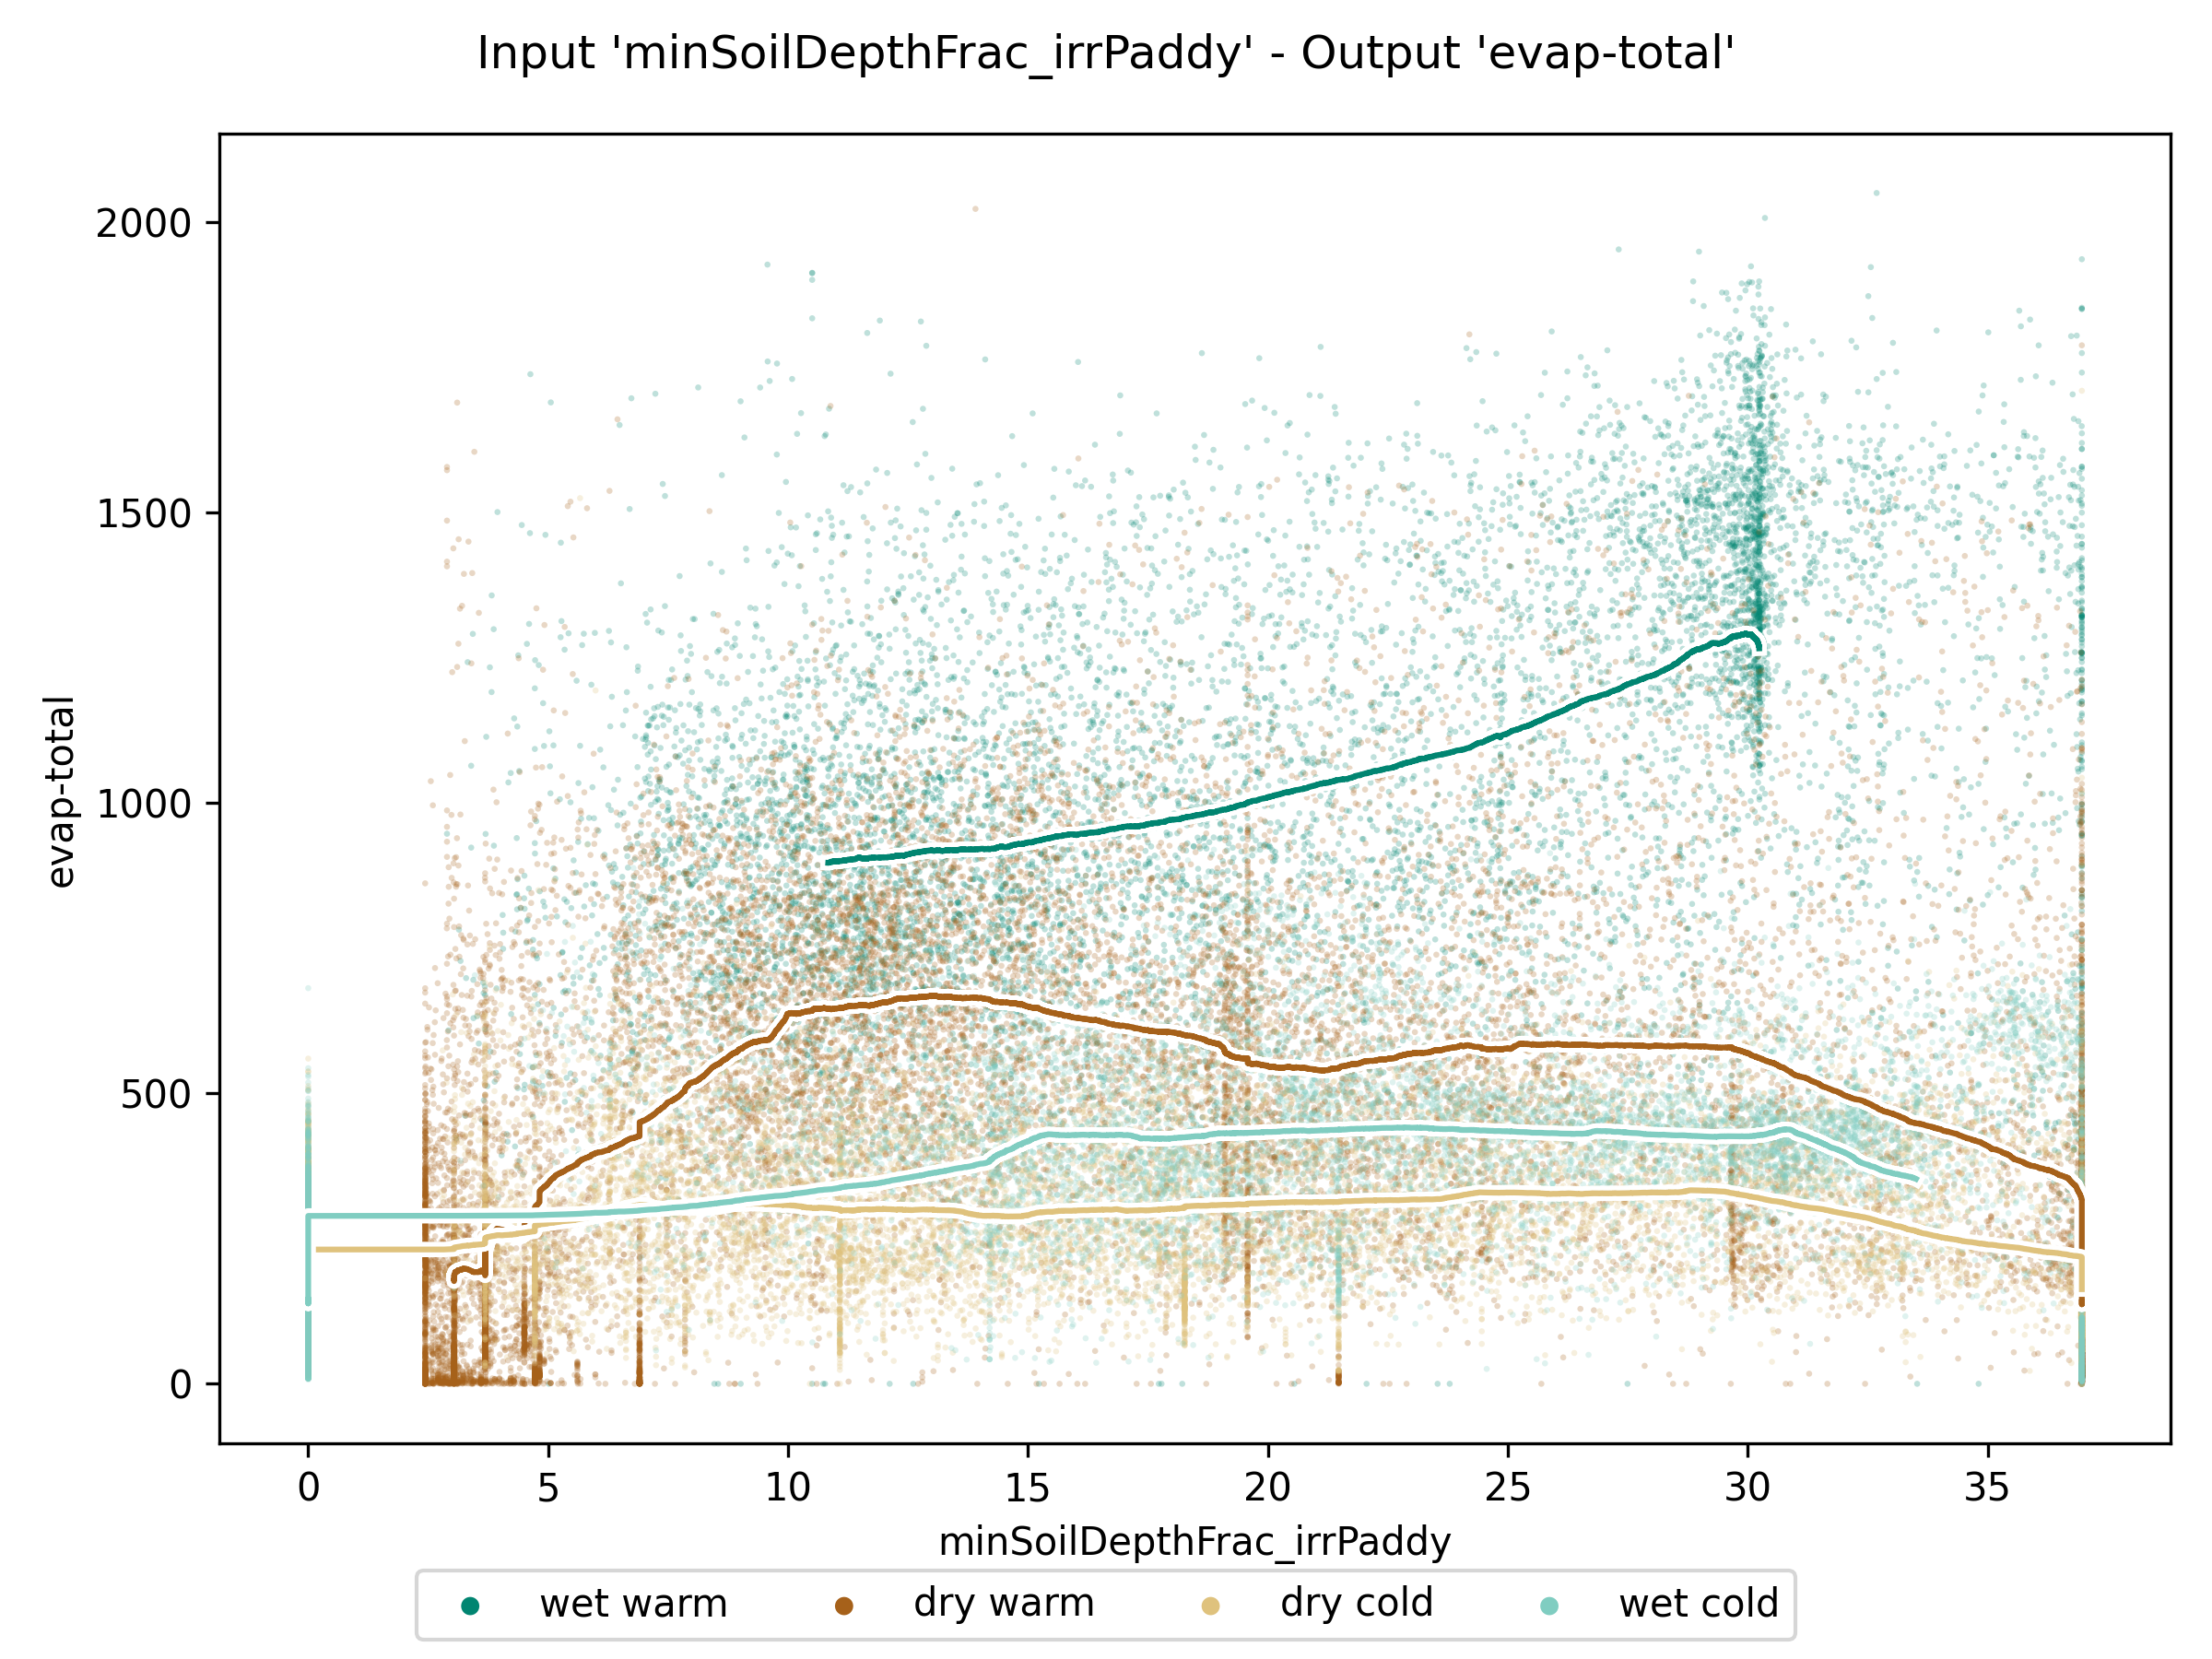 Input 'minSoilDepthFrac_irrPaddy' - Output 'evap-total'
2000
1500
1000
500
0
evap-total
0 5 10 15 20 25 30 35
minSoilDepthFrac_irrPaddy
wet warm dry warm dry cold wet cold